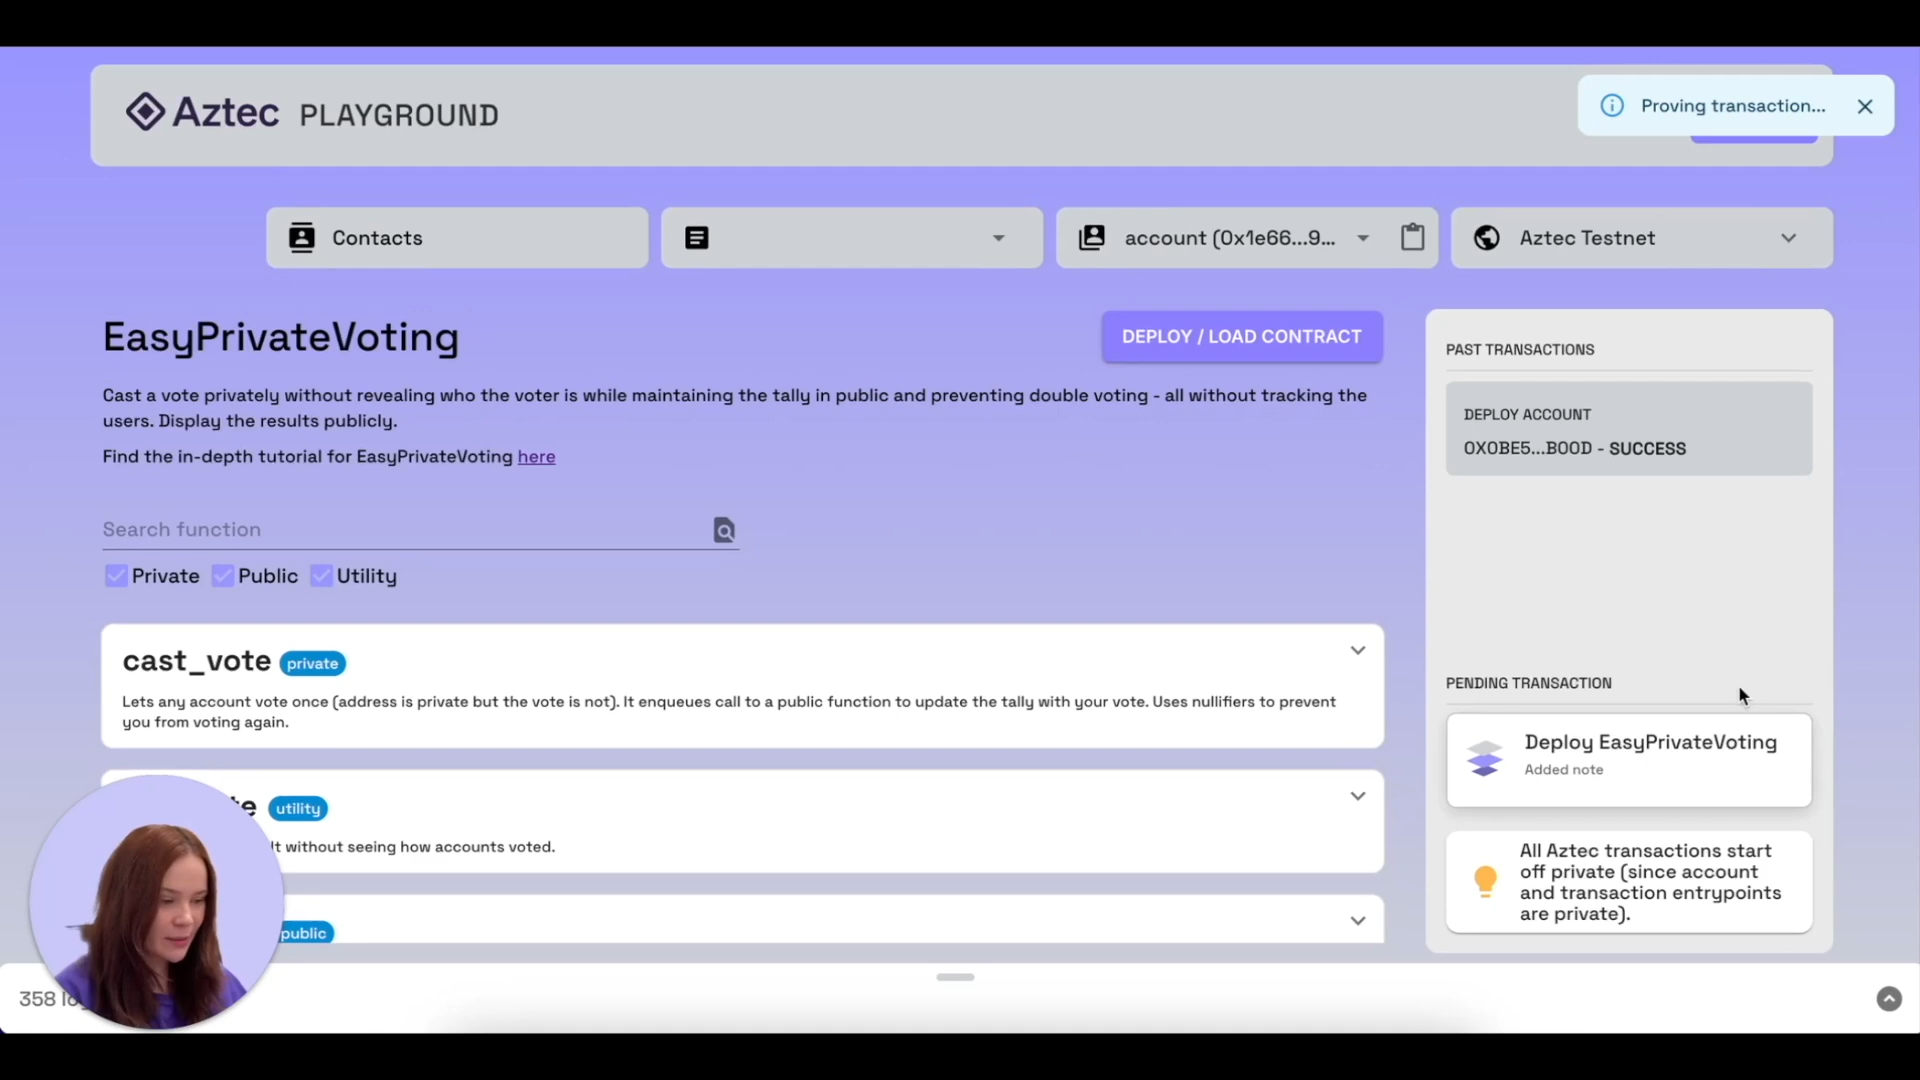 Aztec PLAYGROUND
Proving transaction...
Contacts
account (0x1e66...9...
Aztec Testnet
EasyPrivateVoting
DEPLOY / LOAD CONTRACT
Cast a vote privately without revealing who the voter is while maintaining the tally in public and preventing double voting - all without tracking the
users. Display the results publicly.
Find the in-depth tutorial for EasyPrivateVoting here
Search function
Private Public Utility
cast_vote private
Lets any account vote once (address is private but the vote is not). It enqueues call to a public function to update the tally with your vote. Uses nullifiers to prevent
you from voting again.
utility
without seeing how accounts voted.
public
PAST TRANSACTIONS
DEPLOY ACCOUNT
0X0BE5...B00D - SUCCESS
PENDING TRANSACTION
Deploy EasyPrivateVoting
Added note
All Aztec transactions start
off private (since account
and transaction entrypoints
are private).
358